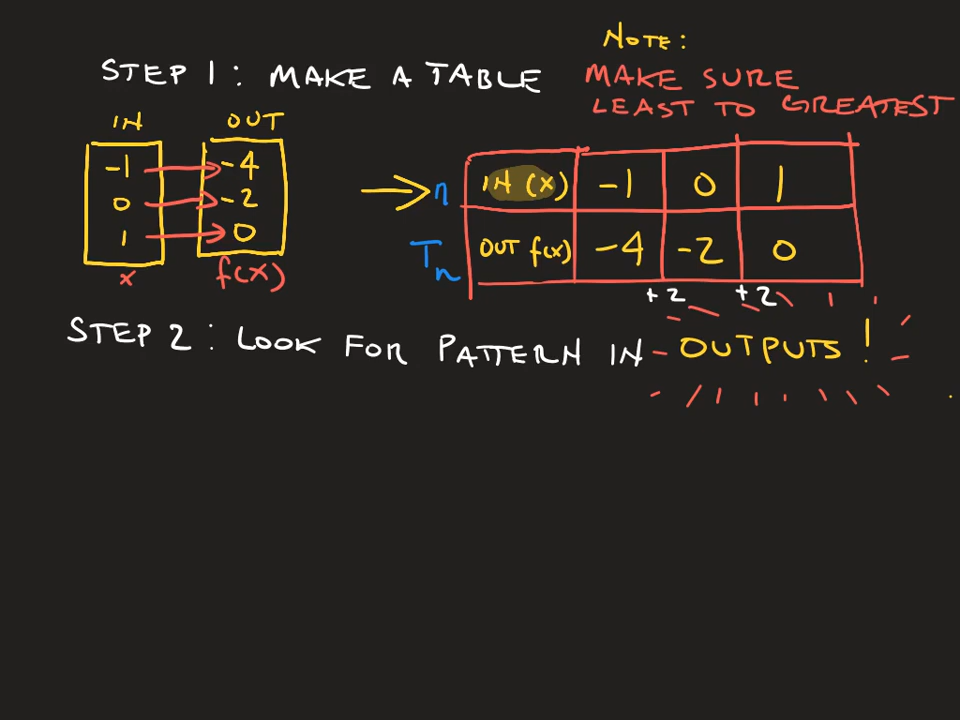 NOTE:
STEP 1: MAKE A TABLE
MAKE SURE
LEAST TO GREATEST
IN OUT
-1 -4
0 -2
1 0
x f(x)
n IN (x) -1 0 1
Tn OUT f(x) -4 -2 0
+2 +2
STEP 2: LOOK FOR PATTERN IN OUTPUTS!